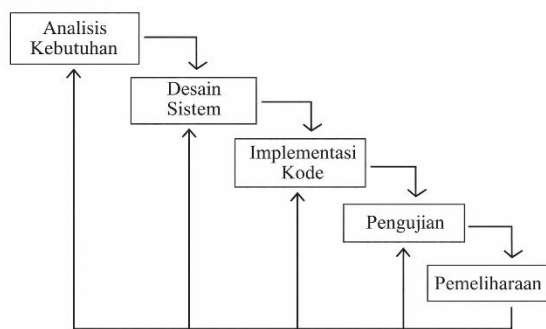 Analisis
Kebutuhan
Desain
Sistem
Implementasi
Kode
Pengujian
Pemeliharaan